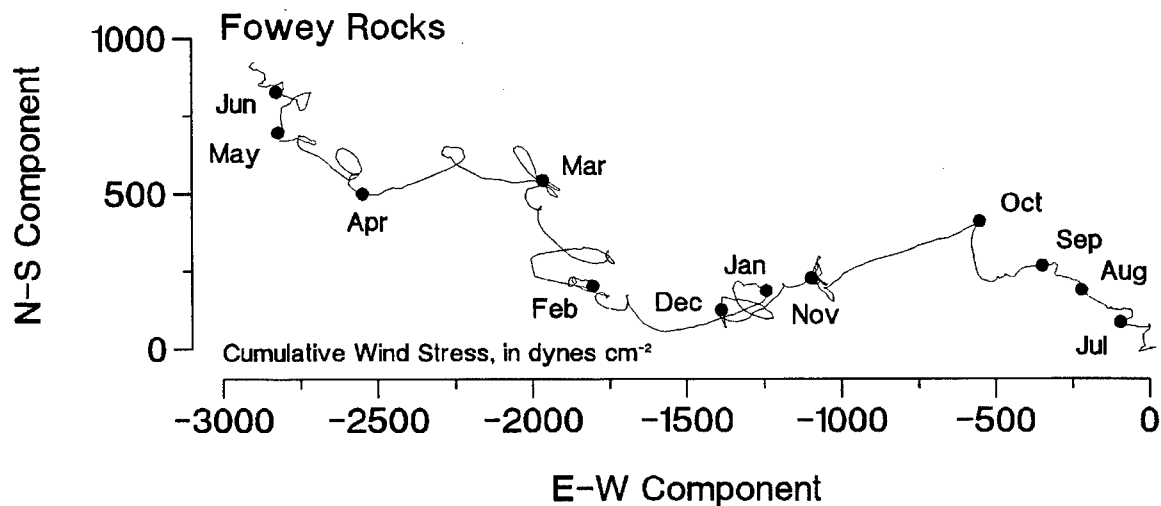 Fowey Rocks
N-S Component
1000
500
0
Jun
May
Apr
Mar
Feb
Dec
Jan
Nov
Oct
Sep
Aug
Jul
Cumulative Wind Stress, in dynes cm⁻²
-3000 -2500 -2000 -1500 -1000 -500 0
E-W Component